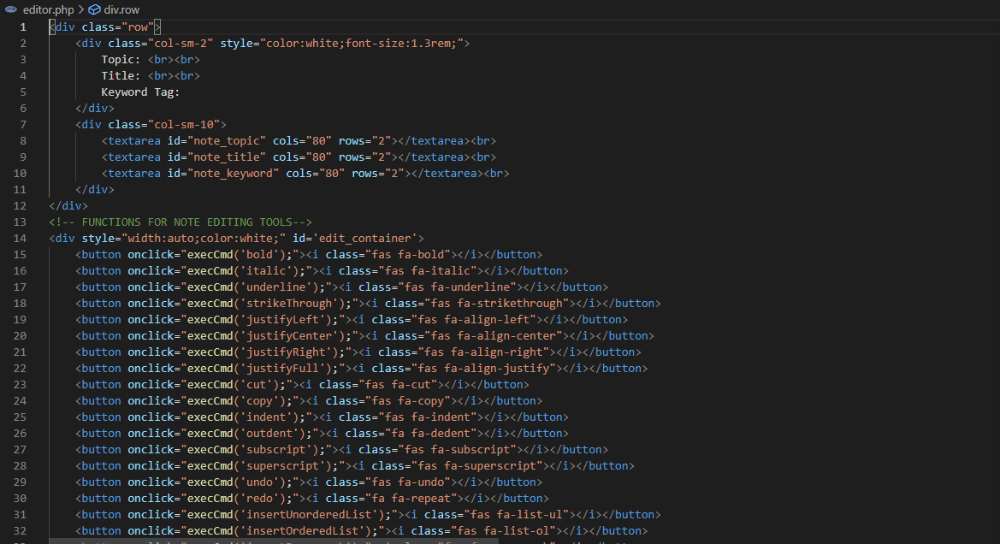 editor.php > div.row
1 <div class="row">
2 <div class="col-sm-2" style="color:white;font-size:1.3rem;">
3 Topic: <br><br>
4 Title: <br><br>
5 Keyword Tag:
6 </div>
7 <div class="col-sm-10">
8 <textarea id="note_topic" cols="80" rows="2"></textarea><br>
9 <textarea id="note_title" cols="80" rows="2"></textarea><br>
10 <textarea id="note_keyword" cols="80" rows="2"></textarea><br>
11 </div>
12 </div>
13 <!-- FUNCTIONS FOR NOTE EDITING TOOLS-->
14 <div style="width:auto;color:white;" id='edit_container'>
15 <button onclick="execCmd('bold');"><i class="fas fa-bold"></i></button>
16 <button onclick="execCmd('italic');"><i class="fas fa-italic"></i></button>
17 <button onclick="execCmd('underline');"><i class="fas fa-underline"></i></button>
18 <button onclick="execCmd('strikeThrough');"><i class="fas fa-strikethrough"></i></button>
19 <button onclick="execCmd('justifyLeft');"><i class="fas fa-align-left"></i></button>
20 <button onclick="execCmd('justifyCenter');"><i class="fas fa-align-center"></i></button>
21 <button onclick="execCmd('justifyRight');"><i class="fas fa-align-right"></i></button>
22 <button onclick="execCmd('justifyFull');"><i class="fas fa-align-justify"></i></button>
23 <button onclick="execCmd('cut');"><i class="fas fa-cut"></i></button>
24 <button onclick="execCmd('copy');"><i class="fas fa-copy"></i></button>
25 <button onclick="execCmd('indent');"><i class="fas fa-indent"></i></button>
26 <button onclick="execCmd('outdent');"><i class="fa fa-dedent"></i></button>
27 <button onclick="execCmd('subscript');"><i class="fas fa-subscript"></i></button>
28 <button onclick="execCmd('superscript');"><i class="fas fa-superscript"></i></button>
29 <button onclick="execCmd('undo');"><i class="fas fa-undo"></i></button>
30 <button onclick="execCmd('redo');"><i class="fa fa-repeat"></i></button>
31 <button onclick="execCmd('insertUnorderedList');"><i class="fas fa-list-ul"></i></button>
32 <button onclick="execCmd('insertOrderedList');"><i class="fas fa-list-ol"></i></button>